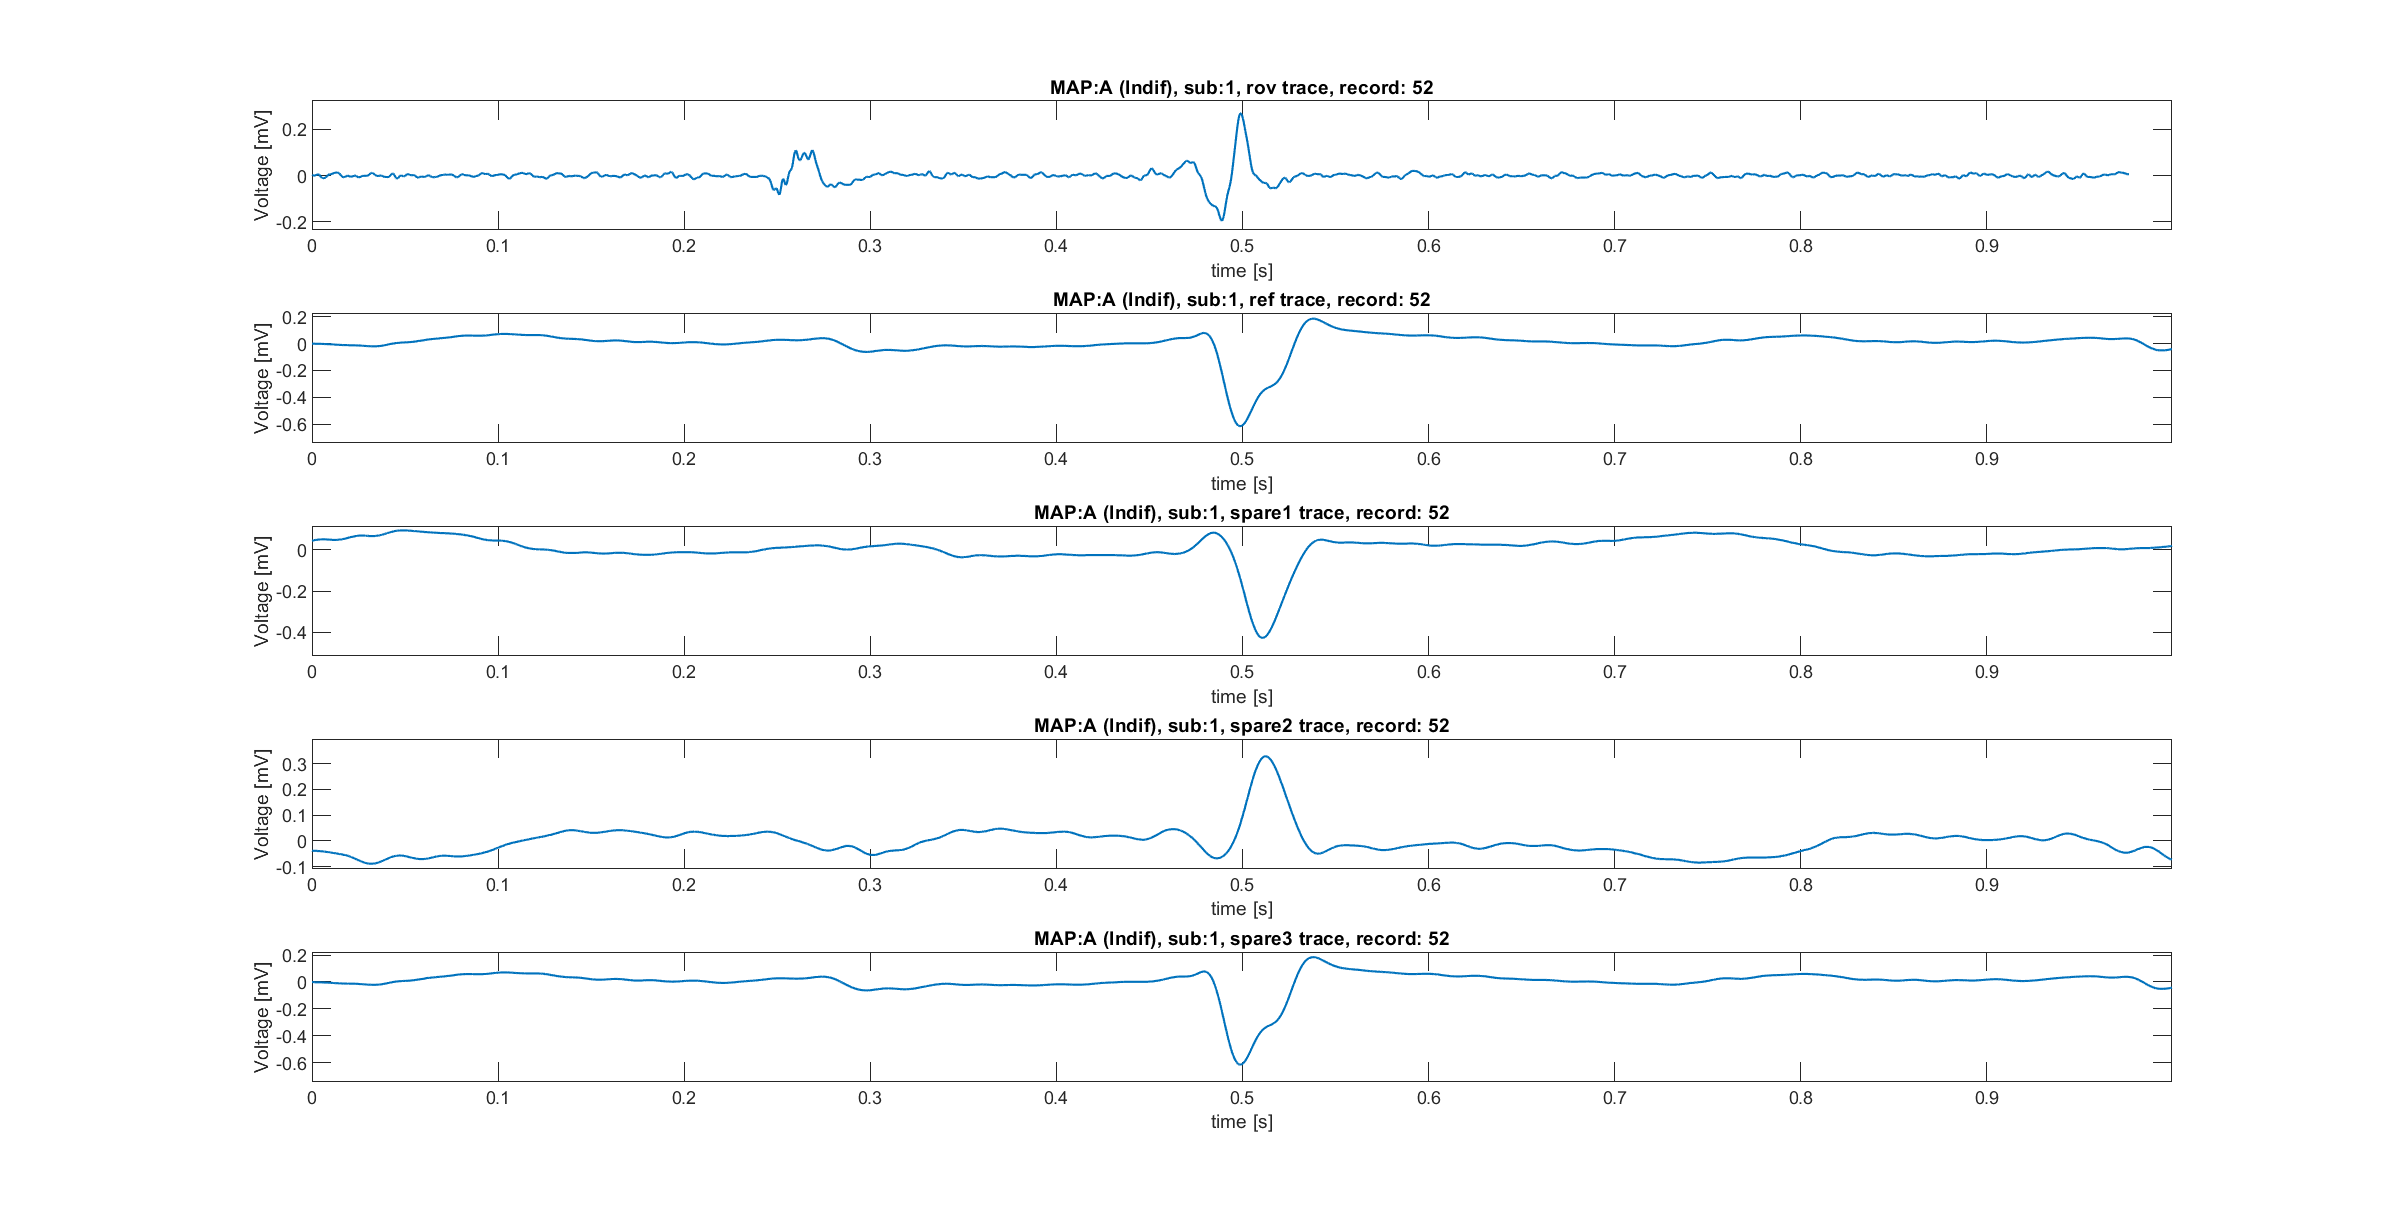 MAP:A (Indif), sub:1, rov trace, record: 52
Voltage [mV]
0.2
0
-0.2
0 0.1 0.2 0.3 0.4 0.5 0.6 0.7 0.8 0.9
time [s]
MAP:A (Indif), sub:1, ref trace, record: 52
Voltage [mV]
0.2
0
-0.2
-0.4
-0.6
0 0.1 0.2 0.3 0.4 0.5 0.6 0.7 0.8 0.9
time [s]
MAP:A (Indif), sub:1, spare1 trace, record: 52
Voltage [mV]
0
-0.2
-0.4
0 0.1 0.2 0.3 0.4 0.5 0.6 0.7 0.8 0.9
time [s]
MAP:A (Indif), sub:1, spare2 trace, record: 52
Voltage [mV]
0.3
0.2
0.1
0
-0.1
0 0.1 0.2 0.3 0.4 0.5 0.6 0.7 0.8 0.9
time [s]
MAP:A (Indif), sub:1, spare3 trace, record: 52
Voltage [mV]
0.2
0
-0.2
-0.4
-0.6
0 0.1 0.2 0.3 0.4 0.5 0.6 0.7 0.8 0.9
time [s]